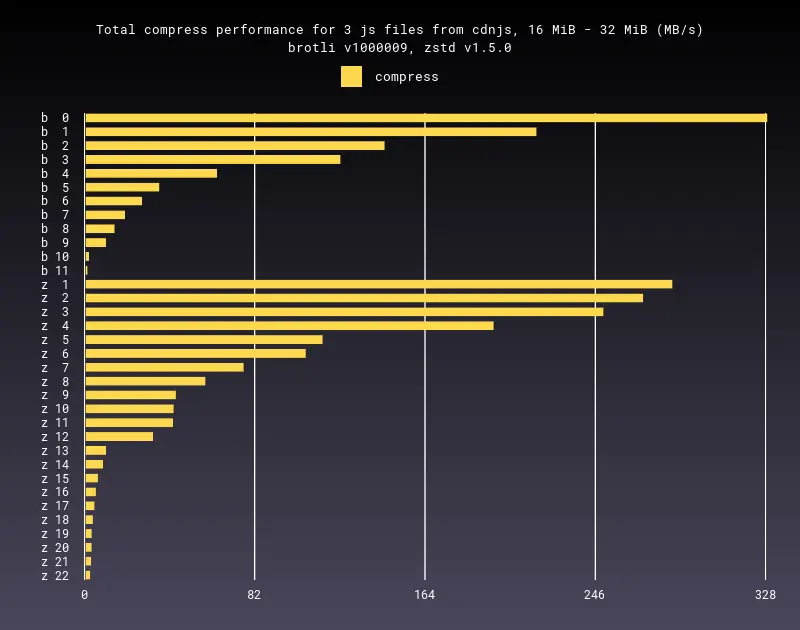 Total compress performance for 3 js files from cdnjs, 16 MiB - 32 MiB (MB/s)
brotli v1000009, zstd v1.5.0
compress
b 0
b 1
b 2
b 3
b 4
b 5
b 6
b 7
b 8
b 9
b 10
b 11
z 1
z 2
z 3
z 4
z 5
z 6
z 7
z 8
z 9
z 10
z 11
z 12
z 13
z 14
z 15
z 16
z 17
z 18
z 19
z 20
z 21
z 22
0 82 164 246 328